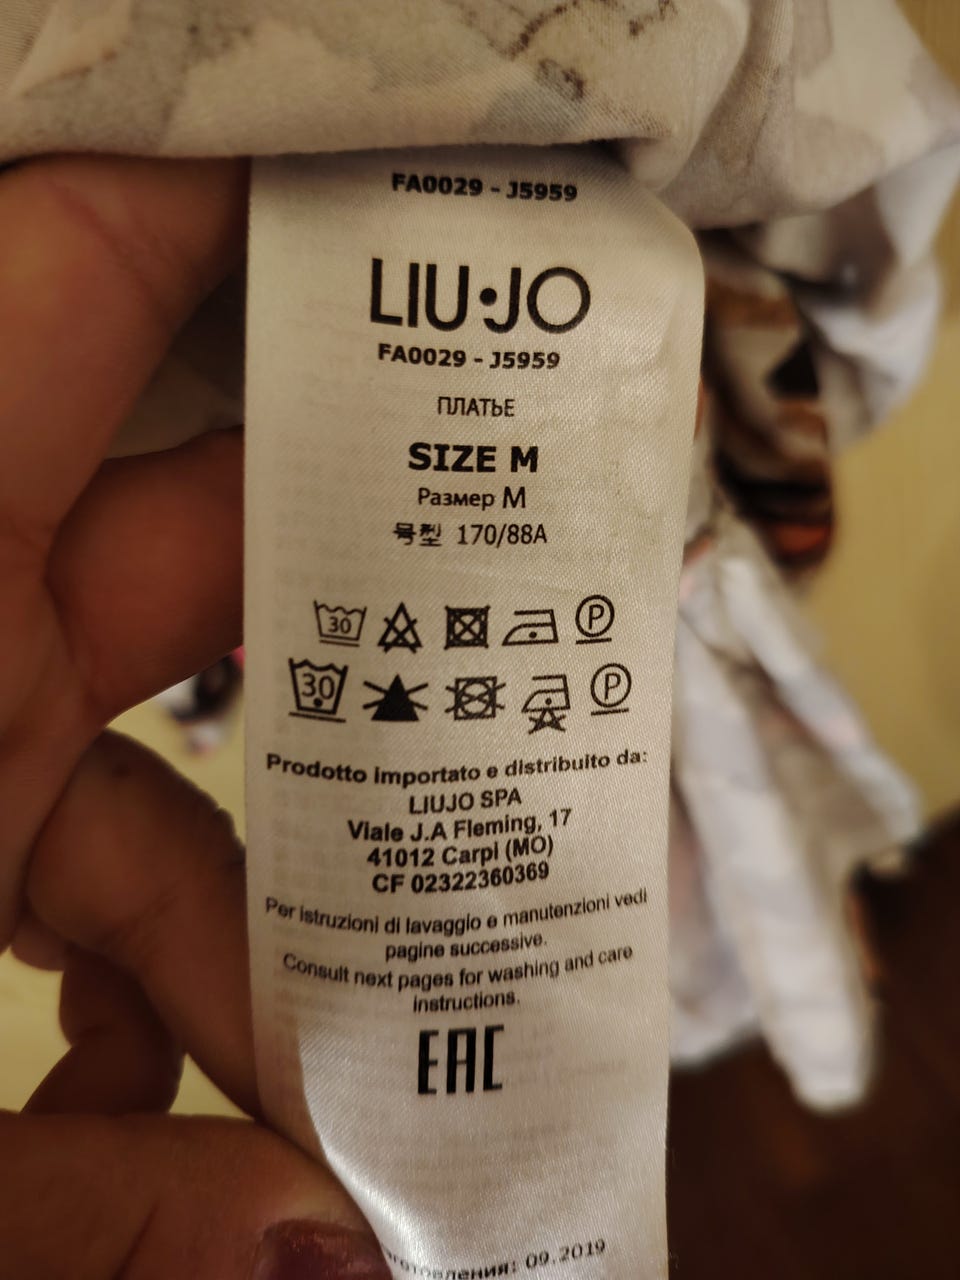 FA0029 - J5959
LIU·JO
FA0029 - J5959
ПЛАТЬЕ
SIZE M
Размер M
号型 170/88A
30 P
30 P
Prodotto importato e distribuito da:
LIUJO SPA
Viale J.A Fleming, 17
41012 Carpi (MO)
CF 02322360369
Per istruzioni di lavaggio e manutenzioni vedi
pagine successive.
Consult next pages for washing and care
instructions.
EAC
09.2019